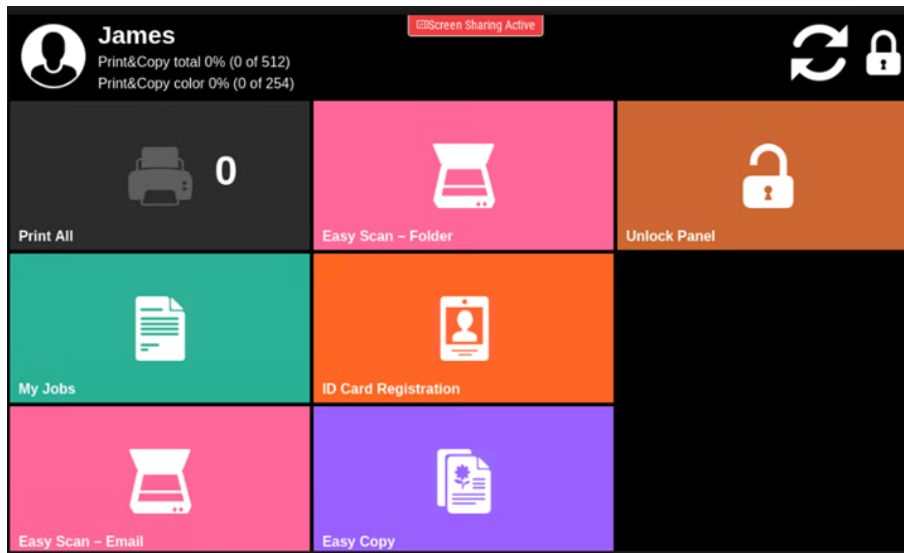 James
Screen Sharing Active
Print&Copy total 0% (0 of 512)
Print&Copy color 0% (0 of 254)
0
Print All
Easy Scan – Folder
Unlock Panel
My Jobs
ID Card Registration
Easy Scan – Email
Easy Copy